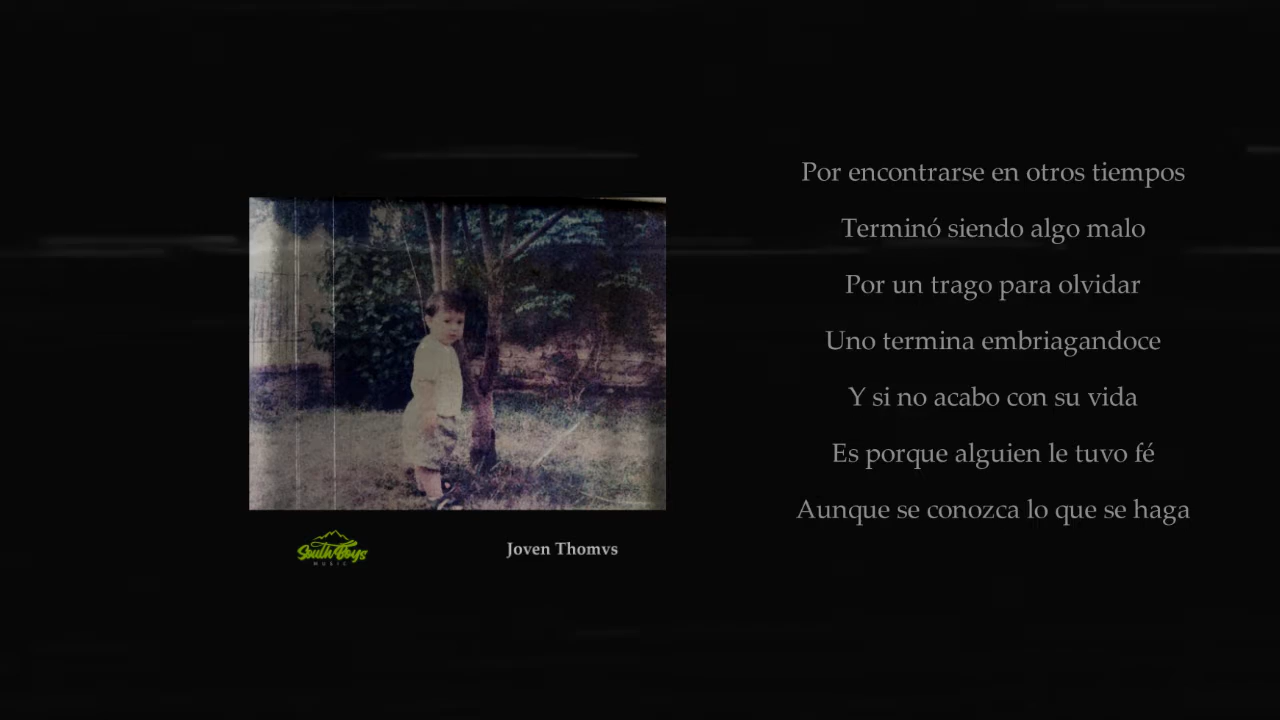 Por encontrarse en otros tiempos
Terminó siendo algo malo
Por un trago para olvidar
Uno termina embriagandoce
Y si no acabo con su vida
Es porque alguien le tuvo fé
Aunque se conozca lo que se haga
South Boys
MUSIC
Joven Thomvs